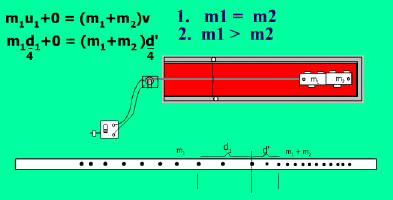 m₁u₁+0 = (m₁+m₂)v
1. m1 = m2
m₁d₁+0 = (m₁+m₂)d'
4 4
2. m1 > m2
m₁ m₂
m₁ d₁ d' m₁ + m₂